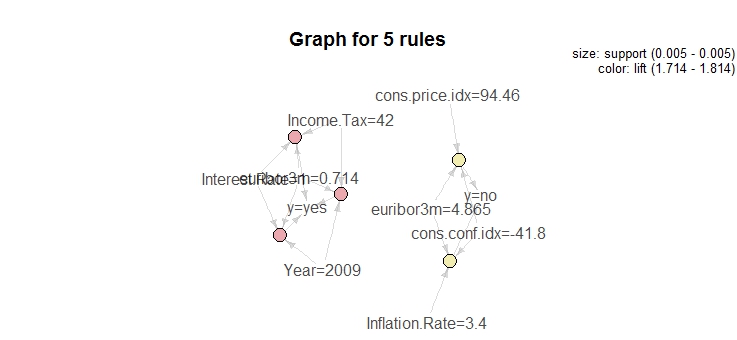 Graph for 5 rules
size: support (0.005 - 0.005)
color: lift (1.714 - 1.814)
cons.price.idx=94.46
Income.Tax=42
Interest.Rate=1
euribor3m=0.714
y=no
y=yes
euribor3m=4.865
cons.conf.idx=-41.8
Year=2009
Inflation.Rate=3.4